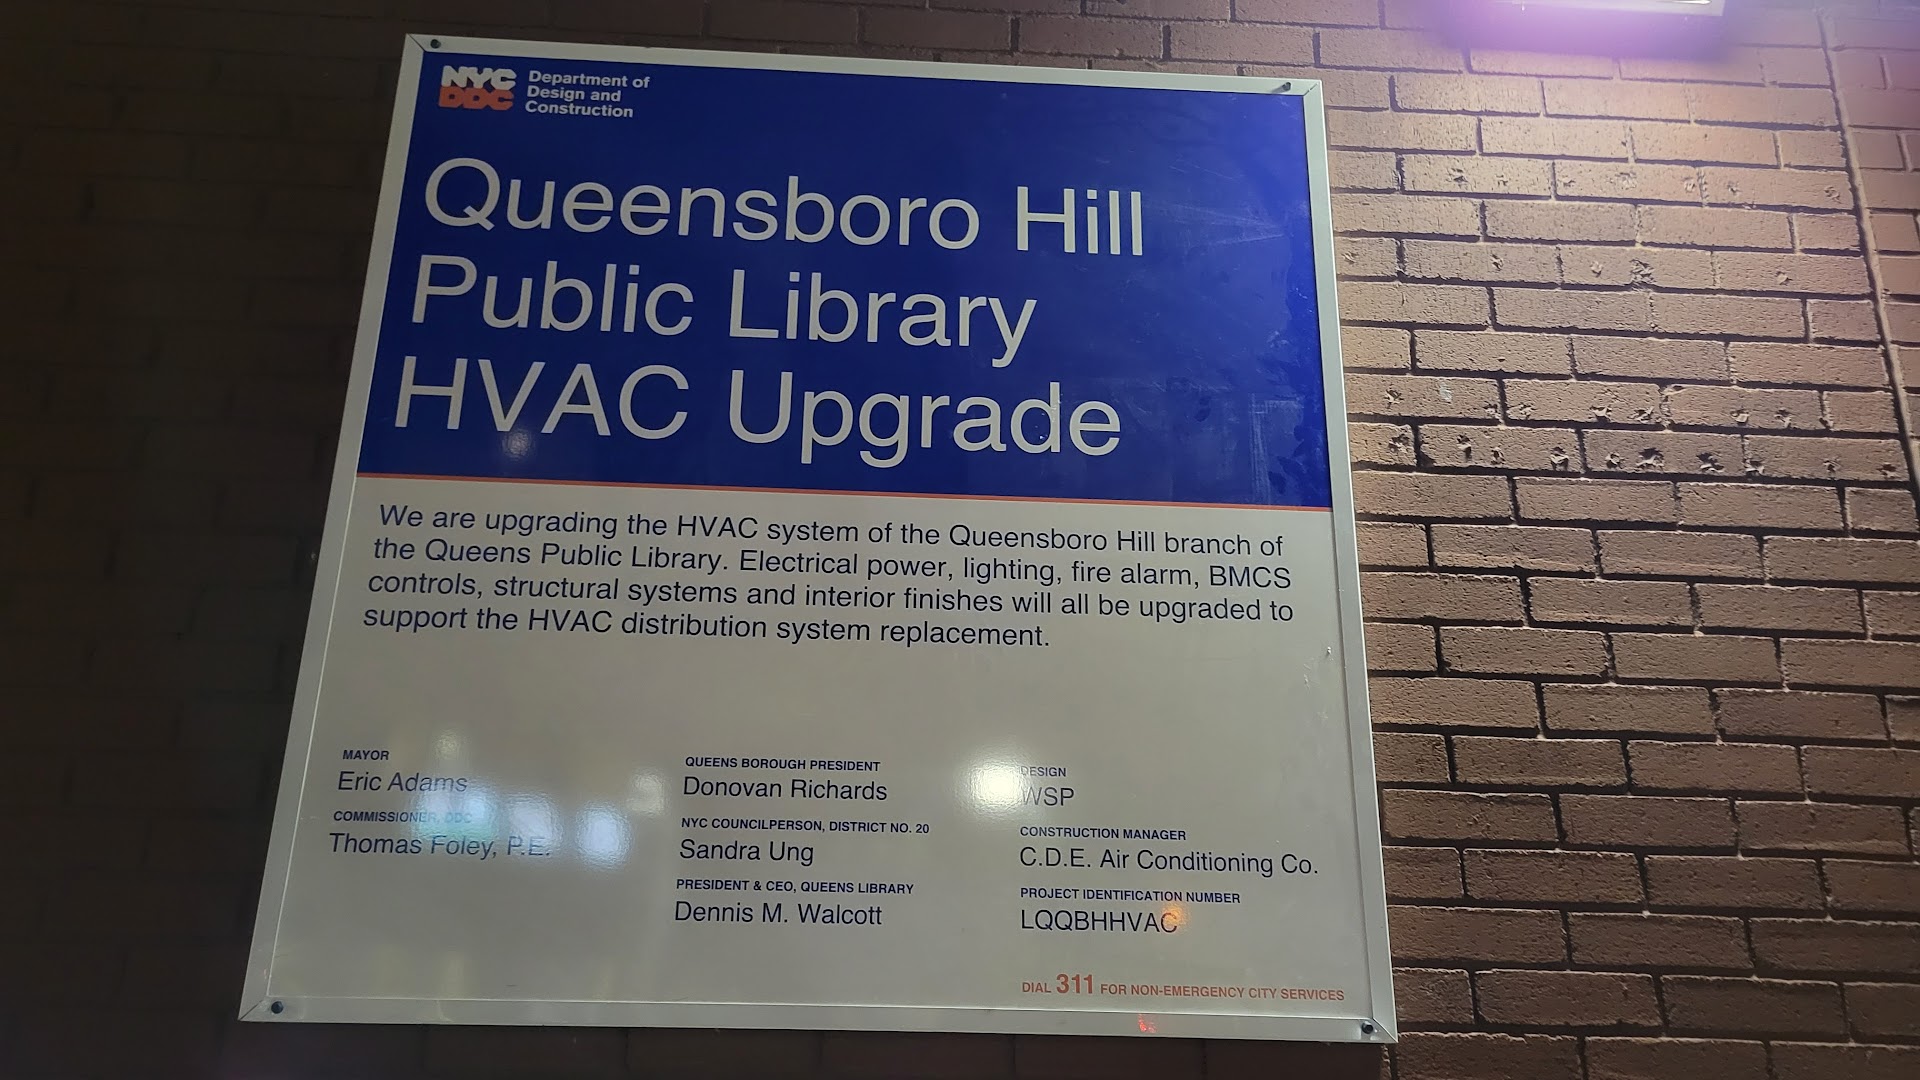 NYC
DDC
Department of
Design and
Construction
Queensboro Hill
Public Library
HVAC Upgrade
We are upgrading the HVAC system of the Queensboro Hill branch of
the Queens Public Library. Electrical power, lighting, fire alarm, BMCS
controls, structural systems and interior finishes will all be upgraded to
support the HVAC distribution system replacement.
MAYOR
Eric Adams
COMMISSIONER, DDC
Thomas Foley, P.E.
QUEENS BOROUGH PRESIDENT
Donovan Richards
NYC COUNCILPERSON, DISTRICT NO. 20
Sandra Ung
PRESIDENT & CEO, QUEENS LIBRARY
Dennis M. Walcott
DESIGN
WSP
CONSTRUCTION MANAGER
C.D.E. Air Conditioning Co.
PROJECT IDENTIFICATION NUMBER
LQQBHHVAC
DIAL 311 FOR NON-EMERGENCY CITY SERVICES